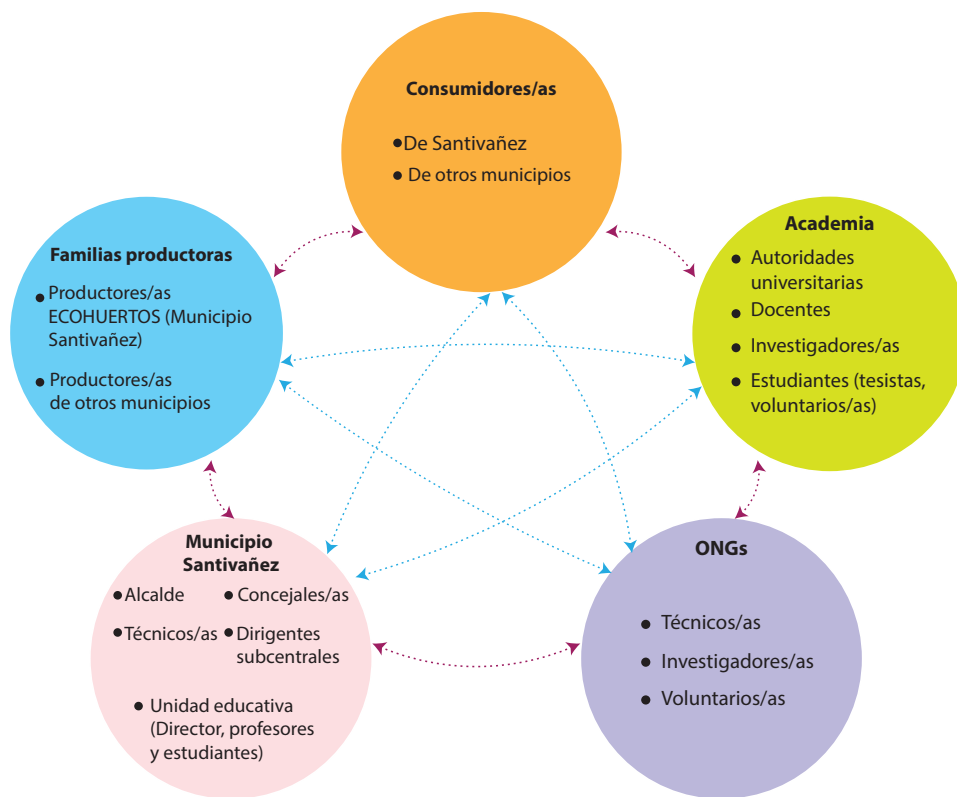 Consumidores/as
•De Santivañez
• De otros municipios
Familias productoras
• Productores/as
ECOHUERTOS (Municipio
Santivañez)
• Productores/as
de otros municipios
Academia
• Autoridades
universitarias
• Docentes
• Investigadores/as
• Estudiantes (tesistas,
voluntarios/as)
Municipio
Santivañez
•Alcalde
•Concejales/as
•Técnicos/as
•Dirigentes
subcentrales
• Unidad educativa
(Director, profesores
y estudiantes)
ONGs
• Técnicos/as
• Investigadores/as
• Voluntarios/as